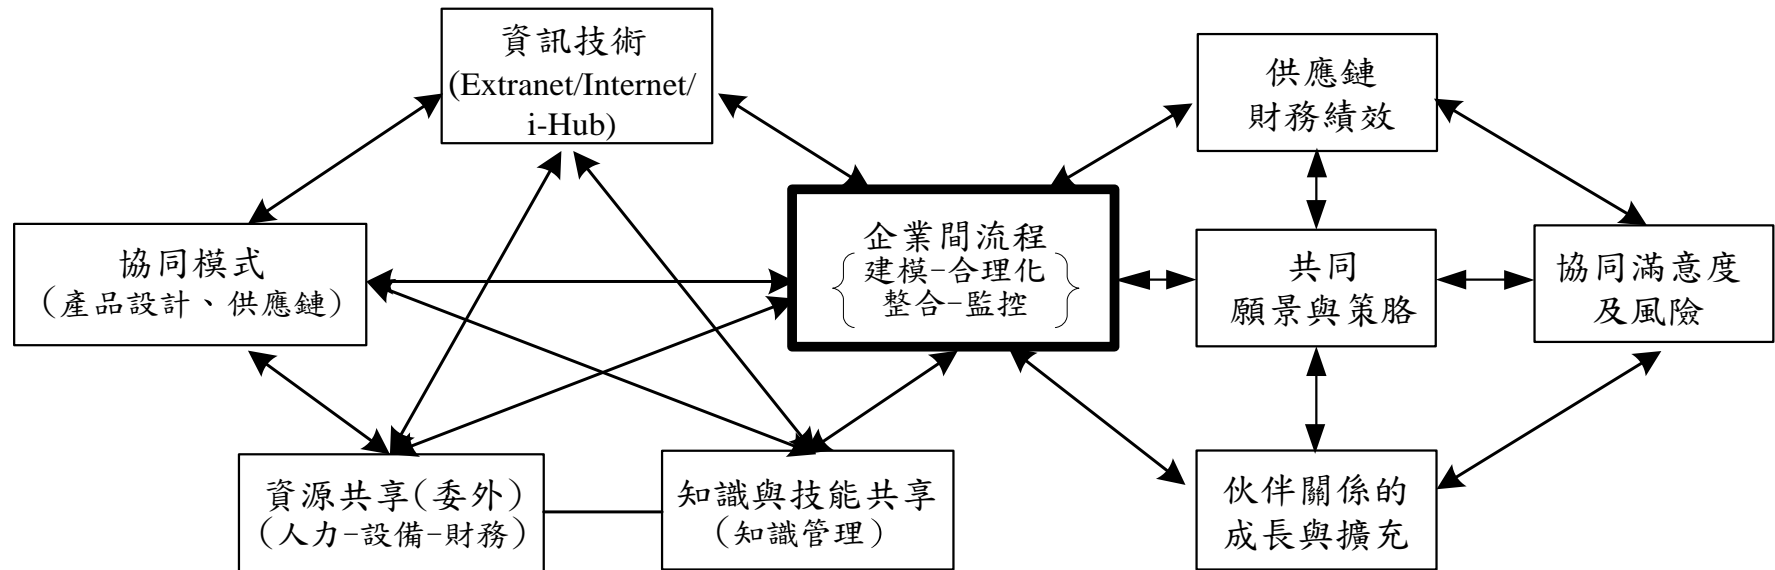 資訊技術
(Extranet/Internet/
i-Hub)
供應鏈
財務績效
協同模式
(產品設計、供應鏈)
企業間流程
建模-合理化
整合-監控
共同
願景與策略
協同滿意度
及風險
資源共享(委外)
(人力-設備-財務)
知識與技能共享
(知識管理)
伙伴關係的
成長與擴充